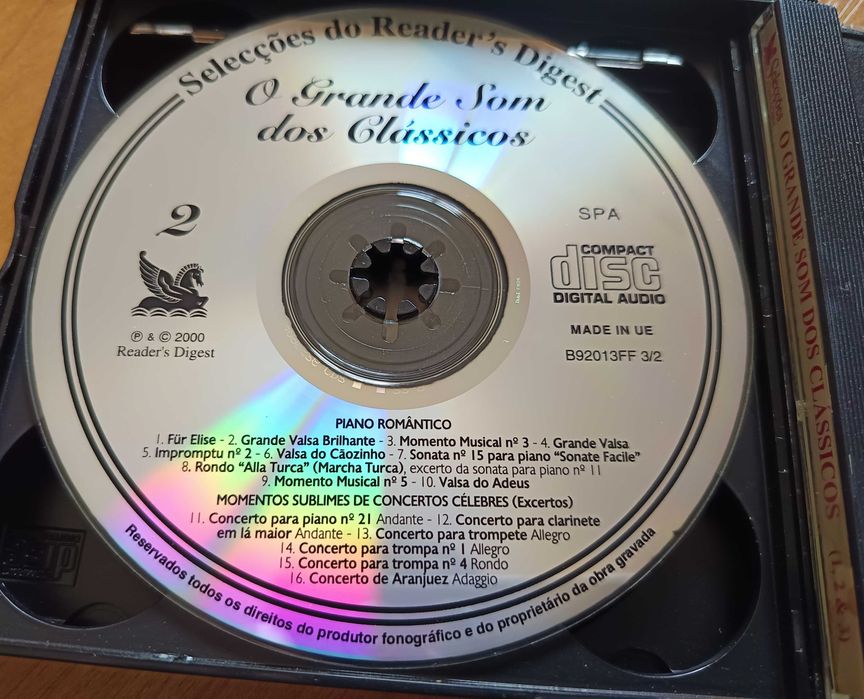 Selecções do Reader's Digest
O Grande Som
dos Clássicos
2
SPA
COMPACT
disc
DIGITAL AUDIO
℗ & © 2000
Reader's Digest
MADE IN UE
B92013FF 3/2
PIANO ROMÂNTICO
1. Für Elise - 2. Grande Valsa Brilhante - 3. Momento Musical nº 3 - 4. Grande Valsa
5. Impromptu nº 2 - 6. Valsa do Cãozinho - 7. Sonata nº 15 para piano "Sonate Facile"
8. Rondo "Alla Turca" (Marcha Turca), excerto da sonata para piano nº 11
9. Momento Musical nº 5 - 10. Valsa do Adeus
MOMENTOS SUBLIMES DE CONCERTOS CÉLEBRES (Excertos)
11. Concerto para piano nº 21 Andante - 12. Concerto para clarinete
em lá maior Andante - 13. Concerto para trompete Allegro
14. Concerto para trompa nº 1 Allegro
15. Concerto para trompa nº 4 Rondo
16. Concerto de Aranjuez Adaggio
Reservados todos os direitos do produtor fonográfico e do proprietário da obra gravada
Selecções O GRANDE SOM DOS CLÁSSICOS (1, 2 & 3)